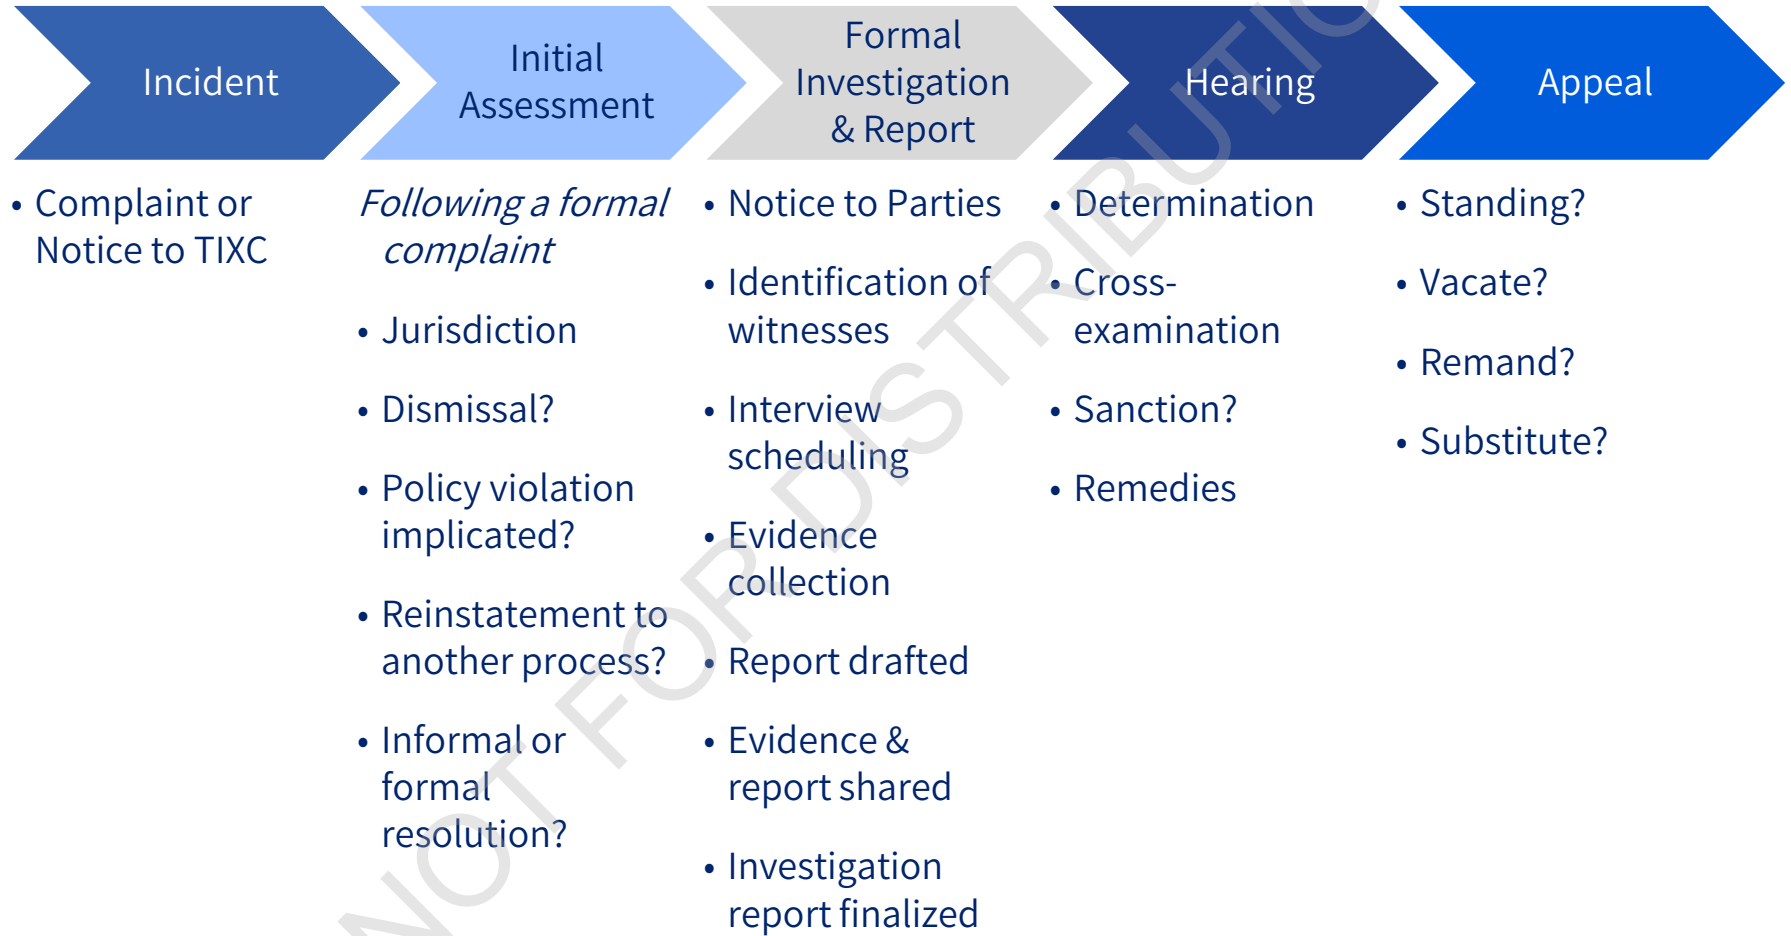 Incident
Initial
Assessment
Formal
Investigation
& Report
Hearing
Appeal
• Complaint or
Notice to TIXC
Following a formal
complaint
• Jurisdiction
• Dismissal?
• Policy violation
implicated?
• Reinstatement to
another process?
• Informal or
formal
resolution?
• Notice to Parties
• Identification of
witnesses
• Interview
scheduling
• Evidence
collection
• Report drafted
• Evidence &
report shared
• Investigation
report finalized
• Determination
• Cross-
examination
• Sanction?
• Remedies
• Standing?
• Vacate?
• Remand?
• Substitute?
NOT FOR DISTRIBUTIO